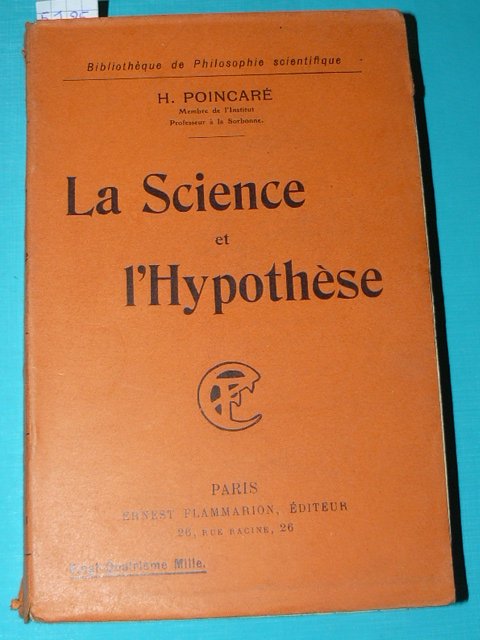 Bibliothèque de Philosophie scientifique
H. POINCARÉ
Membre de l'Institut
Professeur à la Sorbonne.
La Science
et
l'Hypothèse
PARIS
ERNEST FLAMMARION, ÉDITEUR
26, RUE RACINE, 26
Mille.